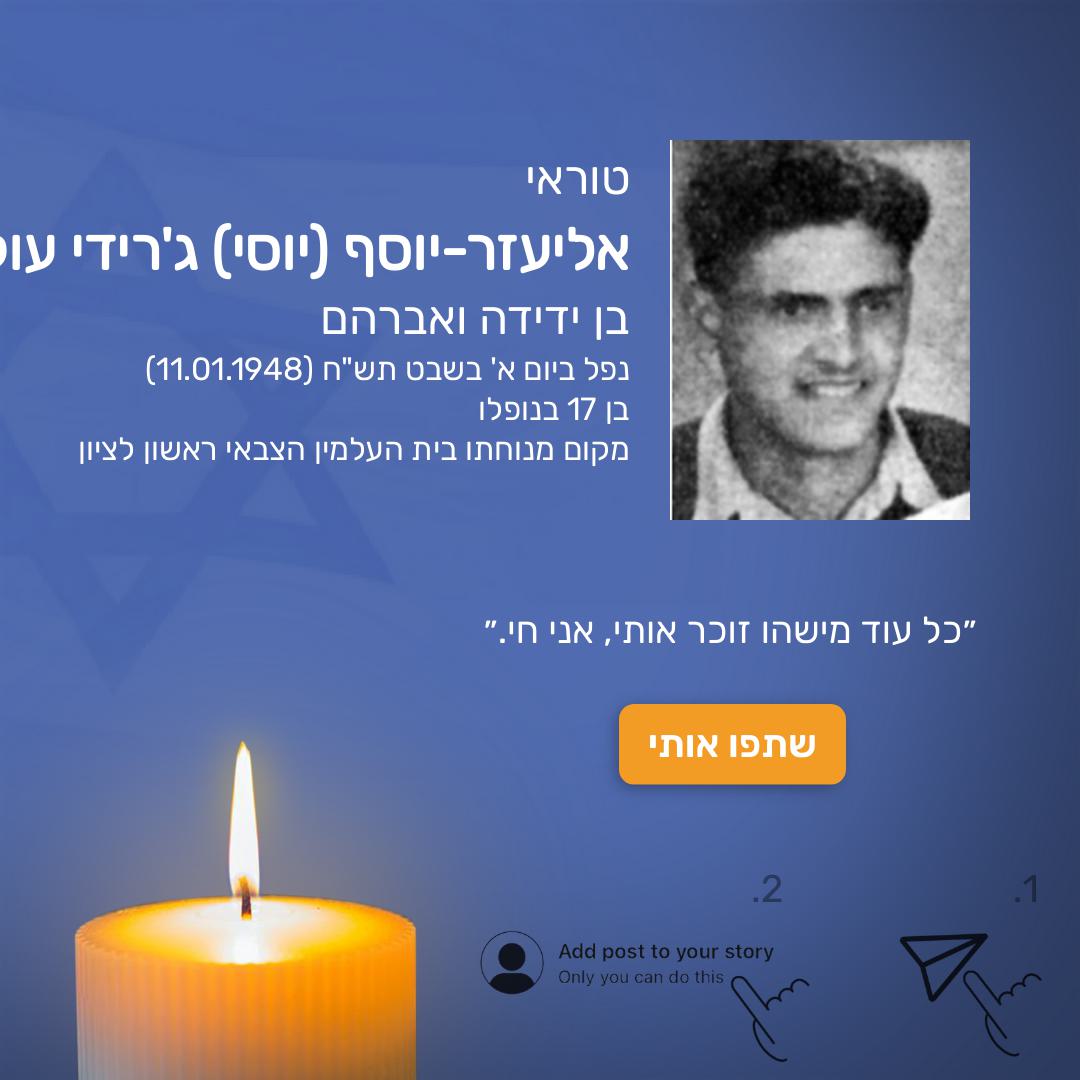 טוראי
אליעזר-יוסף (יוסי) ג'רידי
בן ידידה ואברהם
נפל ביום א' בשבט תש"ח (11.01.1948)
בן 17 בנופלו
מקום מנוחתו בית העלמין הצבאי ראשון לציון
״כל עוד מישהו זוכר אותי, אני חי.״
שתפו אותי
1.
2.
Add post to your story
Only you can do this